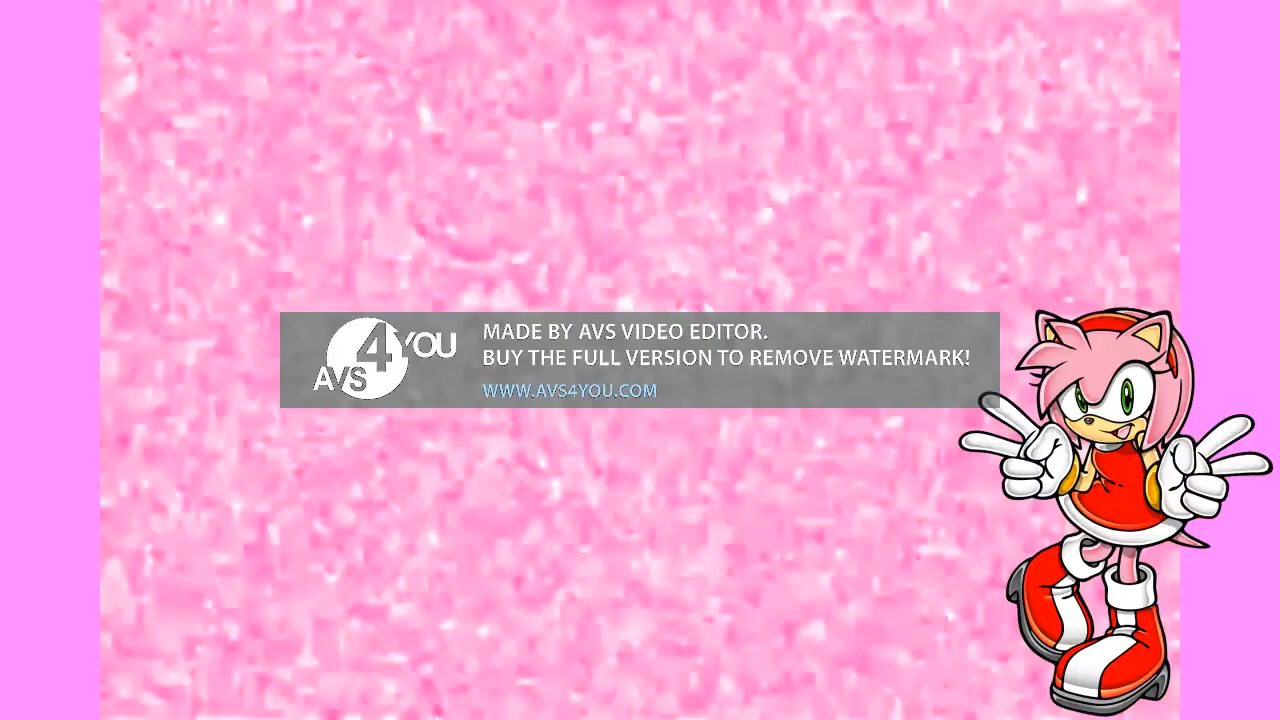 AVS4YOU
MADE BY AVS VIDEO EDITOR.
BUY THE FULL VERSION TO REMOVE WATERMARK!
WWW.AVS4YOU.COM